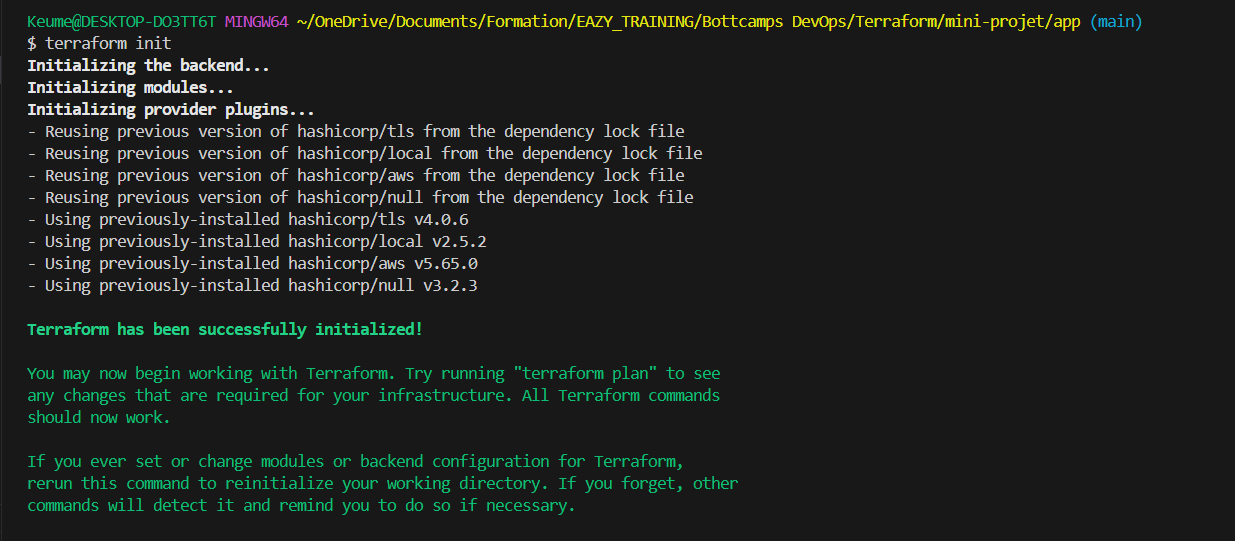 Keume@DESKTOP-DO3TT6T MINGW64 ~/OneDrive/Documents/Formation/EAZY_TRAINING/Bottcamps DevOps/Terraform/mini-projet/app (main)
$ terraform init
Initializing the backend...
Initializing modules...
Initializing provider plugins...
- Reusing previous version of hashicorp/tls from the dependency lock file
- Reusing previous version of hashicorp/local from the dependency lock file
- Reusing previous version of hashicorp/aws from the dependency lock file
- Reusing previous version of hashicorp/null from the dependency lock file
- Using previously-installed hashicorp/tls v4.0.6
- Using previously-installed hashicorp/local v2.5.2
- Using previously-installed hashicorp/aws v5.65.0
- Using previously-installed hashicorp/null v3.2.3
Terraform has been successfully initialized!
You may now begin working with Terraform. Try running "terraform plan" to see
any changes that are required for your infrastructure. All Terraform commands
should now work.
If you ever set or change modules or backend configuration for Terraform,
rerun this command to reinitialize your working directory. If you forget, other
commands will detect it and remind you to do so if necessary.